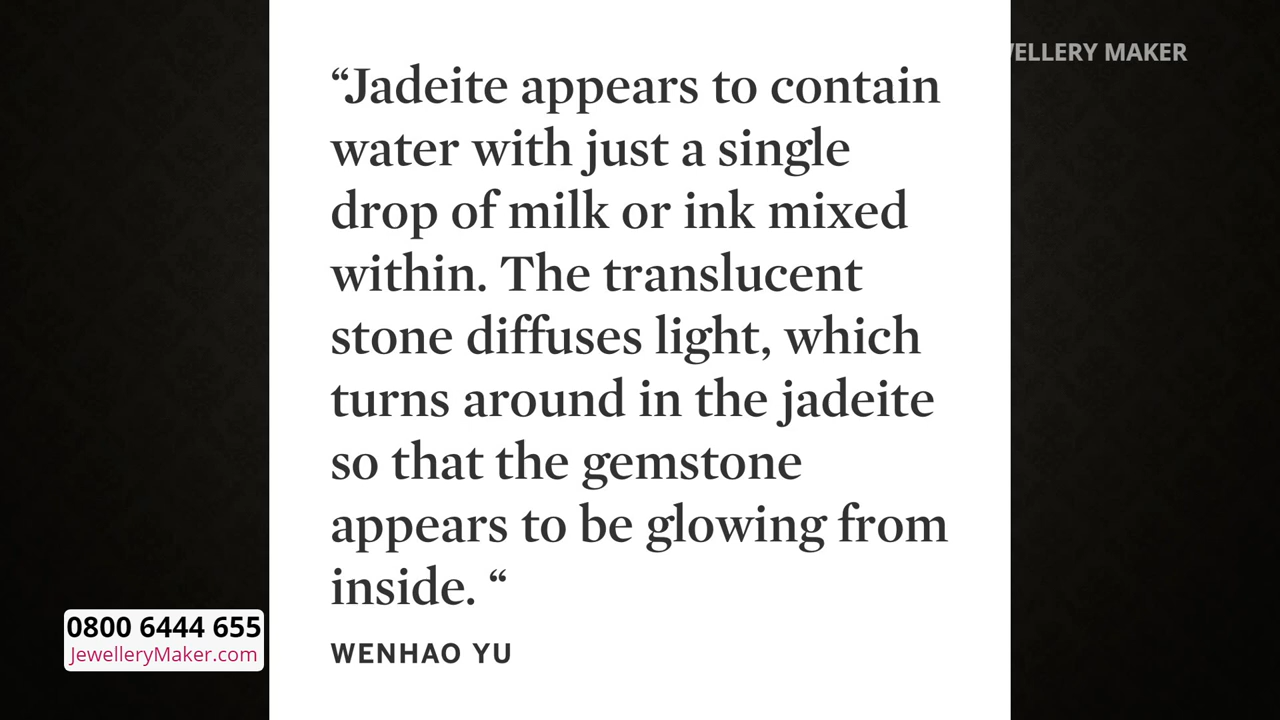 VELLERY MAKER
“Jadeite appears to contain
water with just a single
drop of milk or ink mixed
within. The translucent
stone diffuses light, which
turns around in the jadeite
so that the gemstone
appears to be glowing from
inside. “
WENHAO YU
0800 6444 655
JewelleryMaker.com